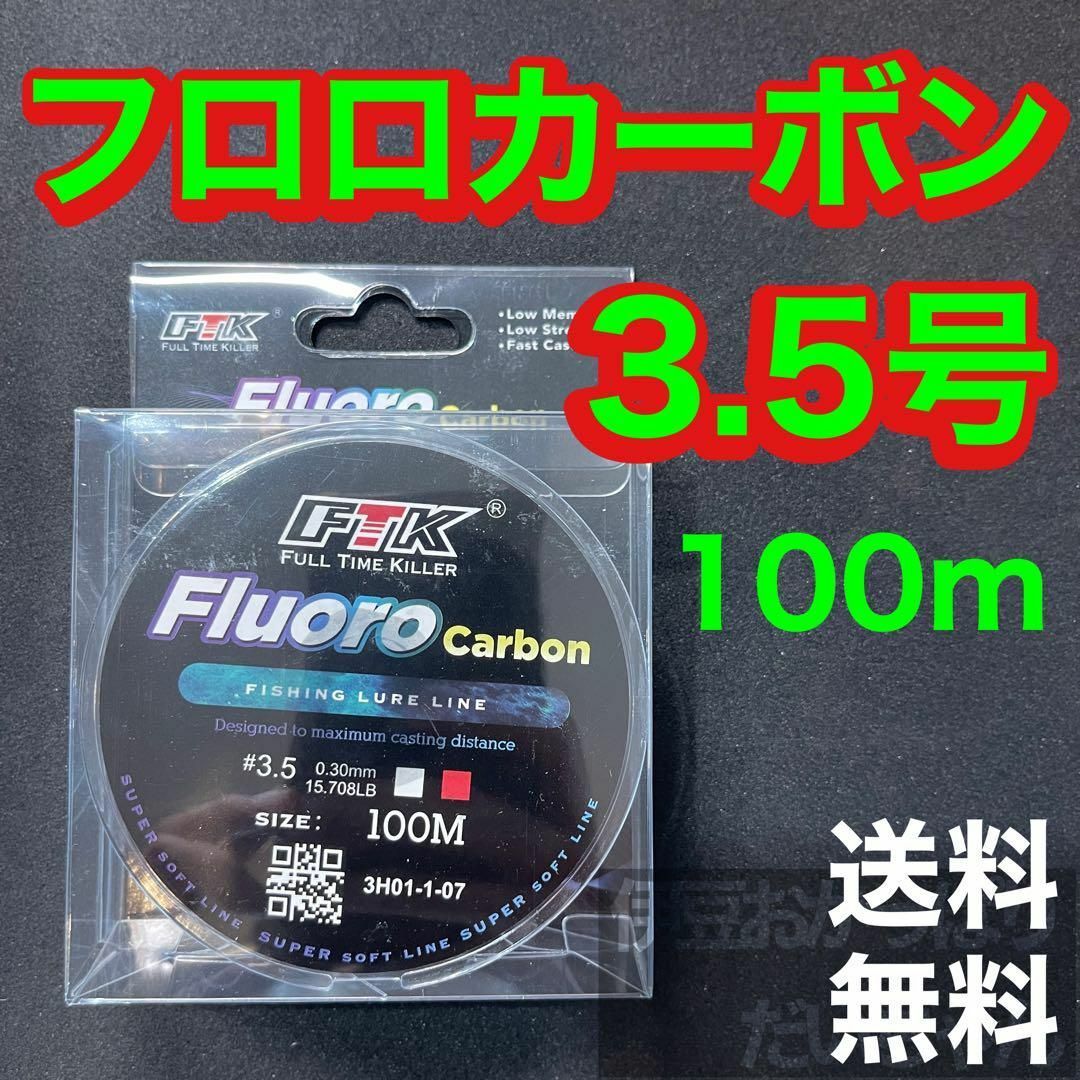 フロロカーボン
3.5号
100m
FTK®
FULL TIME KILLER
•Low Mem
•Low Stre
•Fast Cas
Fluoro Carbon
FTK®
FULL TIME KILLER
Fluoro Carbon
FISHING LURE LINE
Designed to maximum casting distance
#3.5 0.30mm
15.708LB
SIZE: 100M
3H01-1-07
SUPER SOFT LINE SUPER SOFT LINE SUPER SOFT LINE
送料
無料